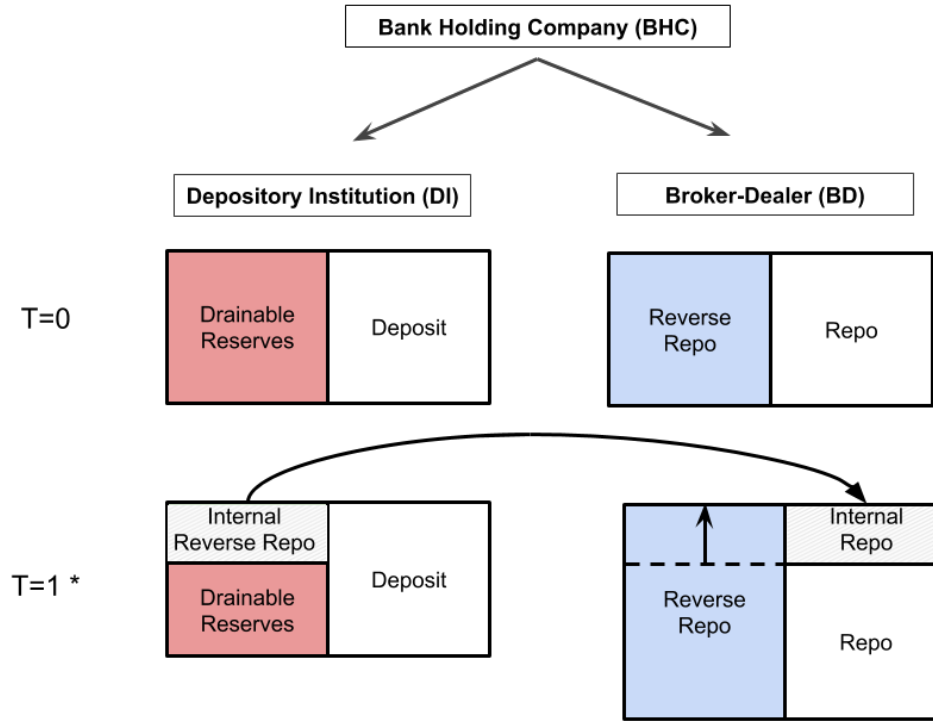 Bank Holding Company (BHC)
Depository Institution (DI)
Broker-Dealer (BD)
T=0
Drainable
Reserves
Deposit
Reverse
Repo
Repo
T=1 *
Internal
Reverse Repo
Drainable
Reserves
Deposit
Reverse
Repo
Internal
Repo
Repo